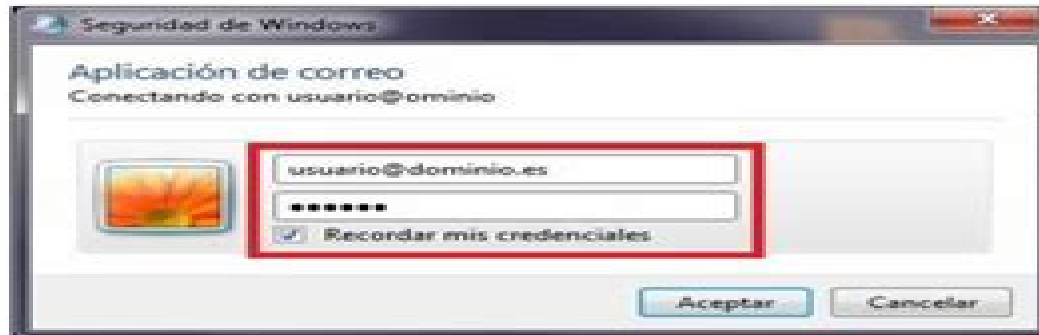 Seguridad de Windows
Aplicación de correo
Conectando con usuario@ominio
usuario@dominio.es
••••••
Recordar mis credenciales
Aceptar
Cancelar